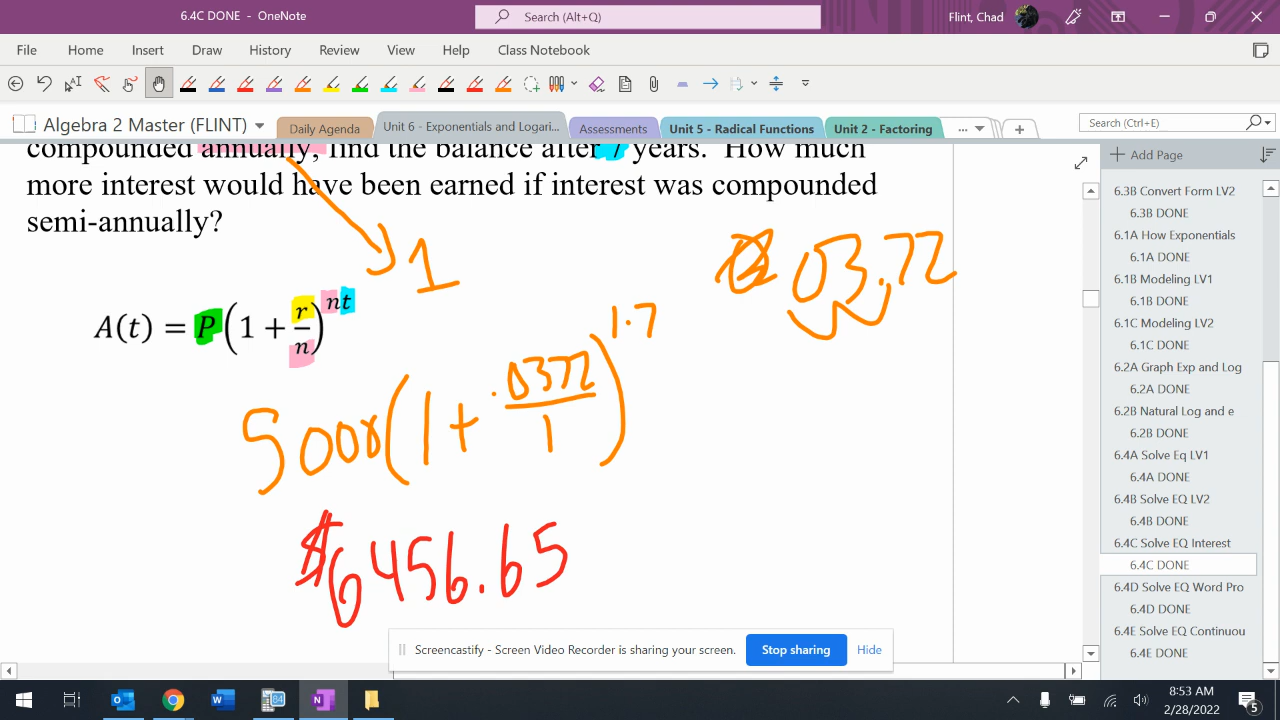 6.4C DONE - OneNote
Search (Alt+Q)
Flint, Chad
File Home Insert Draw History Review View Help Class Notebook
Algebra 2 Master (FLINT)
Daily Agenda
Unit 6 - Exponentials and Logari...
Assessments
Unit 5 - Radical Functions
Unit 2 - Factoring
...
Search (Ctrl+E)
compounded annually, find the balance after 7 years. How much
more interest would have been earned if interest was compounded
semi-annually?
1
03.72
A(t) = P(1 + r/n)^nt
5000(1 + .0372/1)^1·7
$6456.65
Add Page
6.3B Convert Form LV2
6.3B DONE
6.1A How Exponentials
6.1A DONE
6.1B Modeling LV1
6.1B DONE
6.1C Modeling LV2
6.1C DONE
6.2A Graph Exp and Log
6.2A DONE
6.2B Natural Log and e
6.2B DONE
6.4A Solve Eq LV1
6.4A DONE
6.4B Solve EQ LV2
6.4B DONE
6.4C Solve EQ Interest
6.4C DONE
6.4D Solve EQ Word Pro
6.4D DONE
6.4E Solve EQ Continuou
6.4E DONE
Screencastify - Screen Video Recorder is sharing your screen.
Stop sharing
Hide
8:53 AM
2/28/2022
5